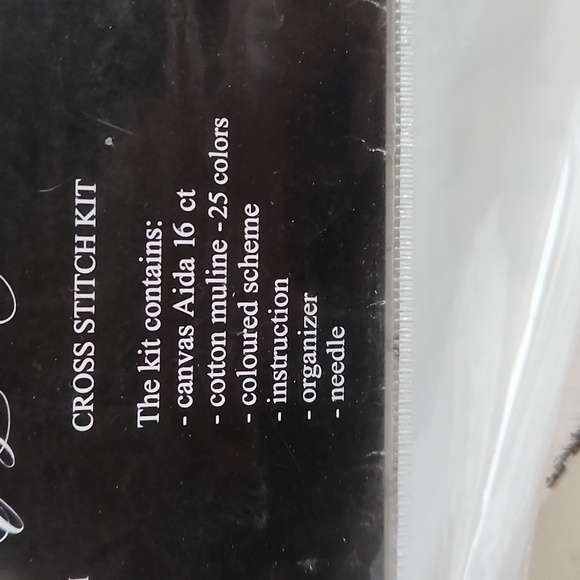 CROSS STITCH KIT
The kit contains:
- canvas Aida 16 ct
- cotton muline - 25 colors
- coloured scheme
- instruction
- organizer
- needle